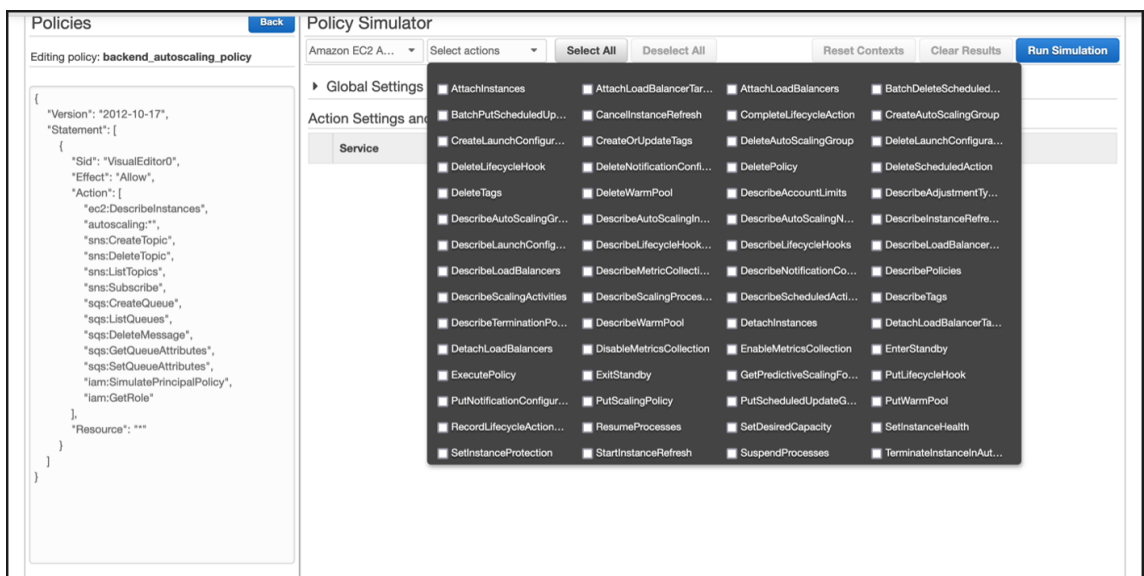 Policies
Back
Editing policy: backend_autoscaling_policy
{
"Version": "2012-10-17",
"Statement": [
{
"Sid": "VisualEditor0",
"Effect": "Allow",
"Action": [
"ec2:DescribeInstances",
"autoscaling:*",
"sns:CreateTopic",
"sns:DeleteTopic",
"sns:ListTopics",
"sns:Subscribe",
"sqs:CreateQueue",
"sqs:ListQueues",
"sqs:DeleteMessage",
"sqs:GetQueueAttributes",
"sqs:SetQueueAttributes",
"iam:SimulatePrincipalPolicy",
"iam:GetRole"
],
"Resource": "*"
}
]
}
Policy Simulator
Amazon EC2 A... Select actions Select All Deselect All Reset Contexts Clear Results Run Simulation
Global Settings
Action Settings and
Service
AttachInstances AttachLoadBalancerTar... AttachLoadBalancers BatchDeleteScheduled...
BatchPutScheduledUp... CancelInstanceRefresh CompleteLifecycleAction CreateAutoScalingGroup
CreateLaunchConfigur... CreateOrUpdateTags DeleteAutoScalingGroup DeleteLaunchConfigura...
DeleteLifecycleHook DeleteNotificationConfi... DeletePolicy DeleteScheduledAction
DeleteTags DeleteWarmPool DescribeAccountLimits DescribeAdjustmentTy...
DescribeAutoScalingGr... DescribeAutoScalingIn... DescribeAutoScalingN... DescribeInstanceRefre...
DescribeLaunchConfig... DescribeLifecycleHook... DescribeLifecycleHooks DescribeLoadBalancer...
DescribeLoadBalancers DescribeMetricCollecti... DescribeNotificationCo... DescribePolicies
DescribeScalingActivities DescribeScalingProces... DescribeScheduledActi... DescribeTags
DescribeTerminationPo... DescribeWarmPool DetachInstances DetachLoadBalancerTa...
DetachLoadBalancers DisableMetricsCollection EnableMetricsCollection EnterStandby
ExecutePolicy ExitStandby GetPredictiveScalingFo... PutLifecycleHook
PutNotificationConfigur... PutScalingPolicy PutScheduledUpdateG... PutWarmPool
RecordLifecycleAction... ResumeProcesses SetDesiredCapacity SetInstanceHealth
SetInstanceProtection StartInstanceRefresh SuspendProcesses TerminateInstanceInAut...